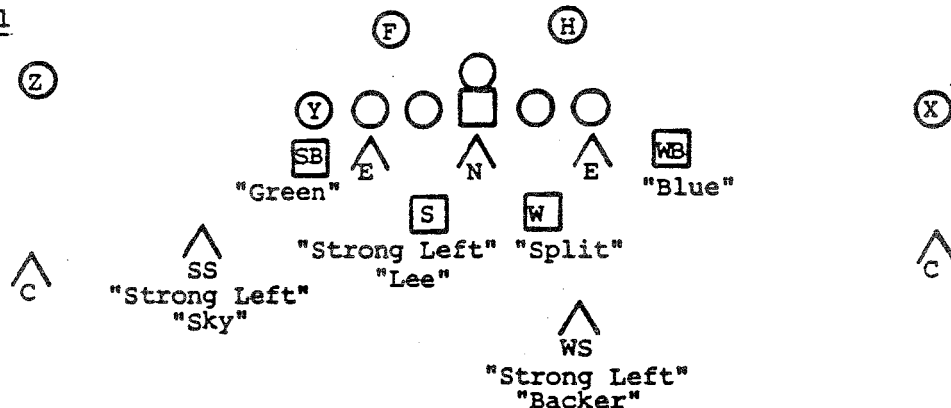 1
F H
Z
Y X
SB E N E WB
"Green" "Blue"
S W
"Strong Left" "Split"
"Lee"
C SS C
"Strong Left"
"Sky"
WS
"Strong Left"
"Backer"